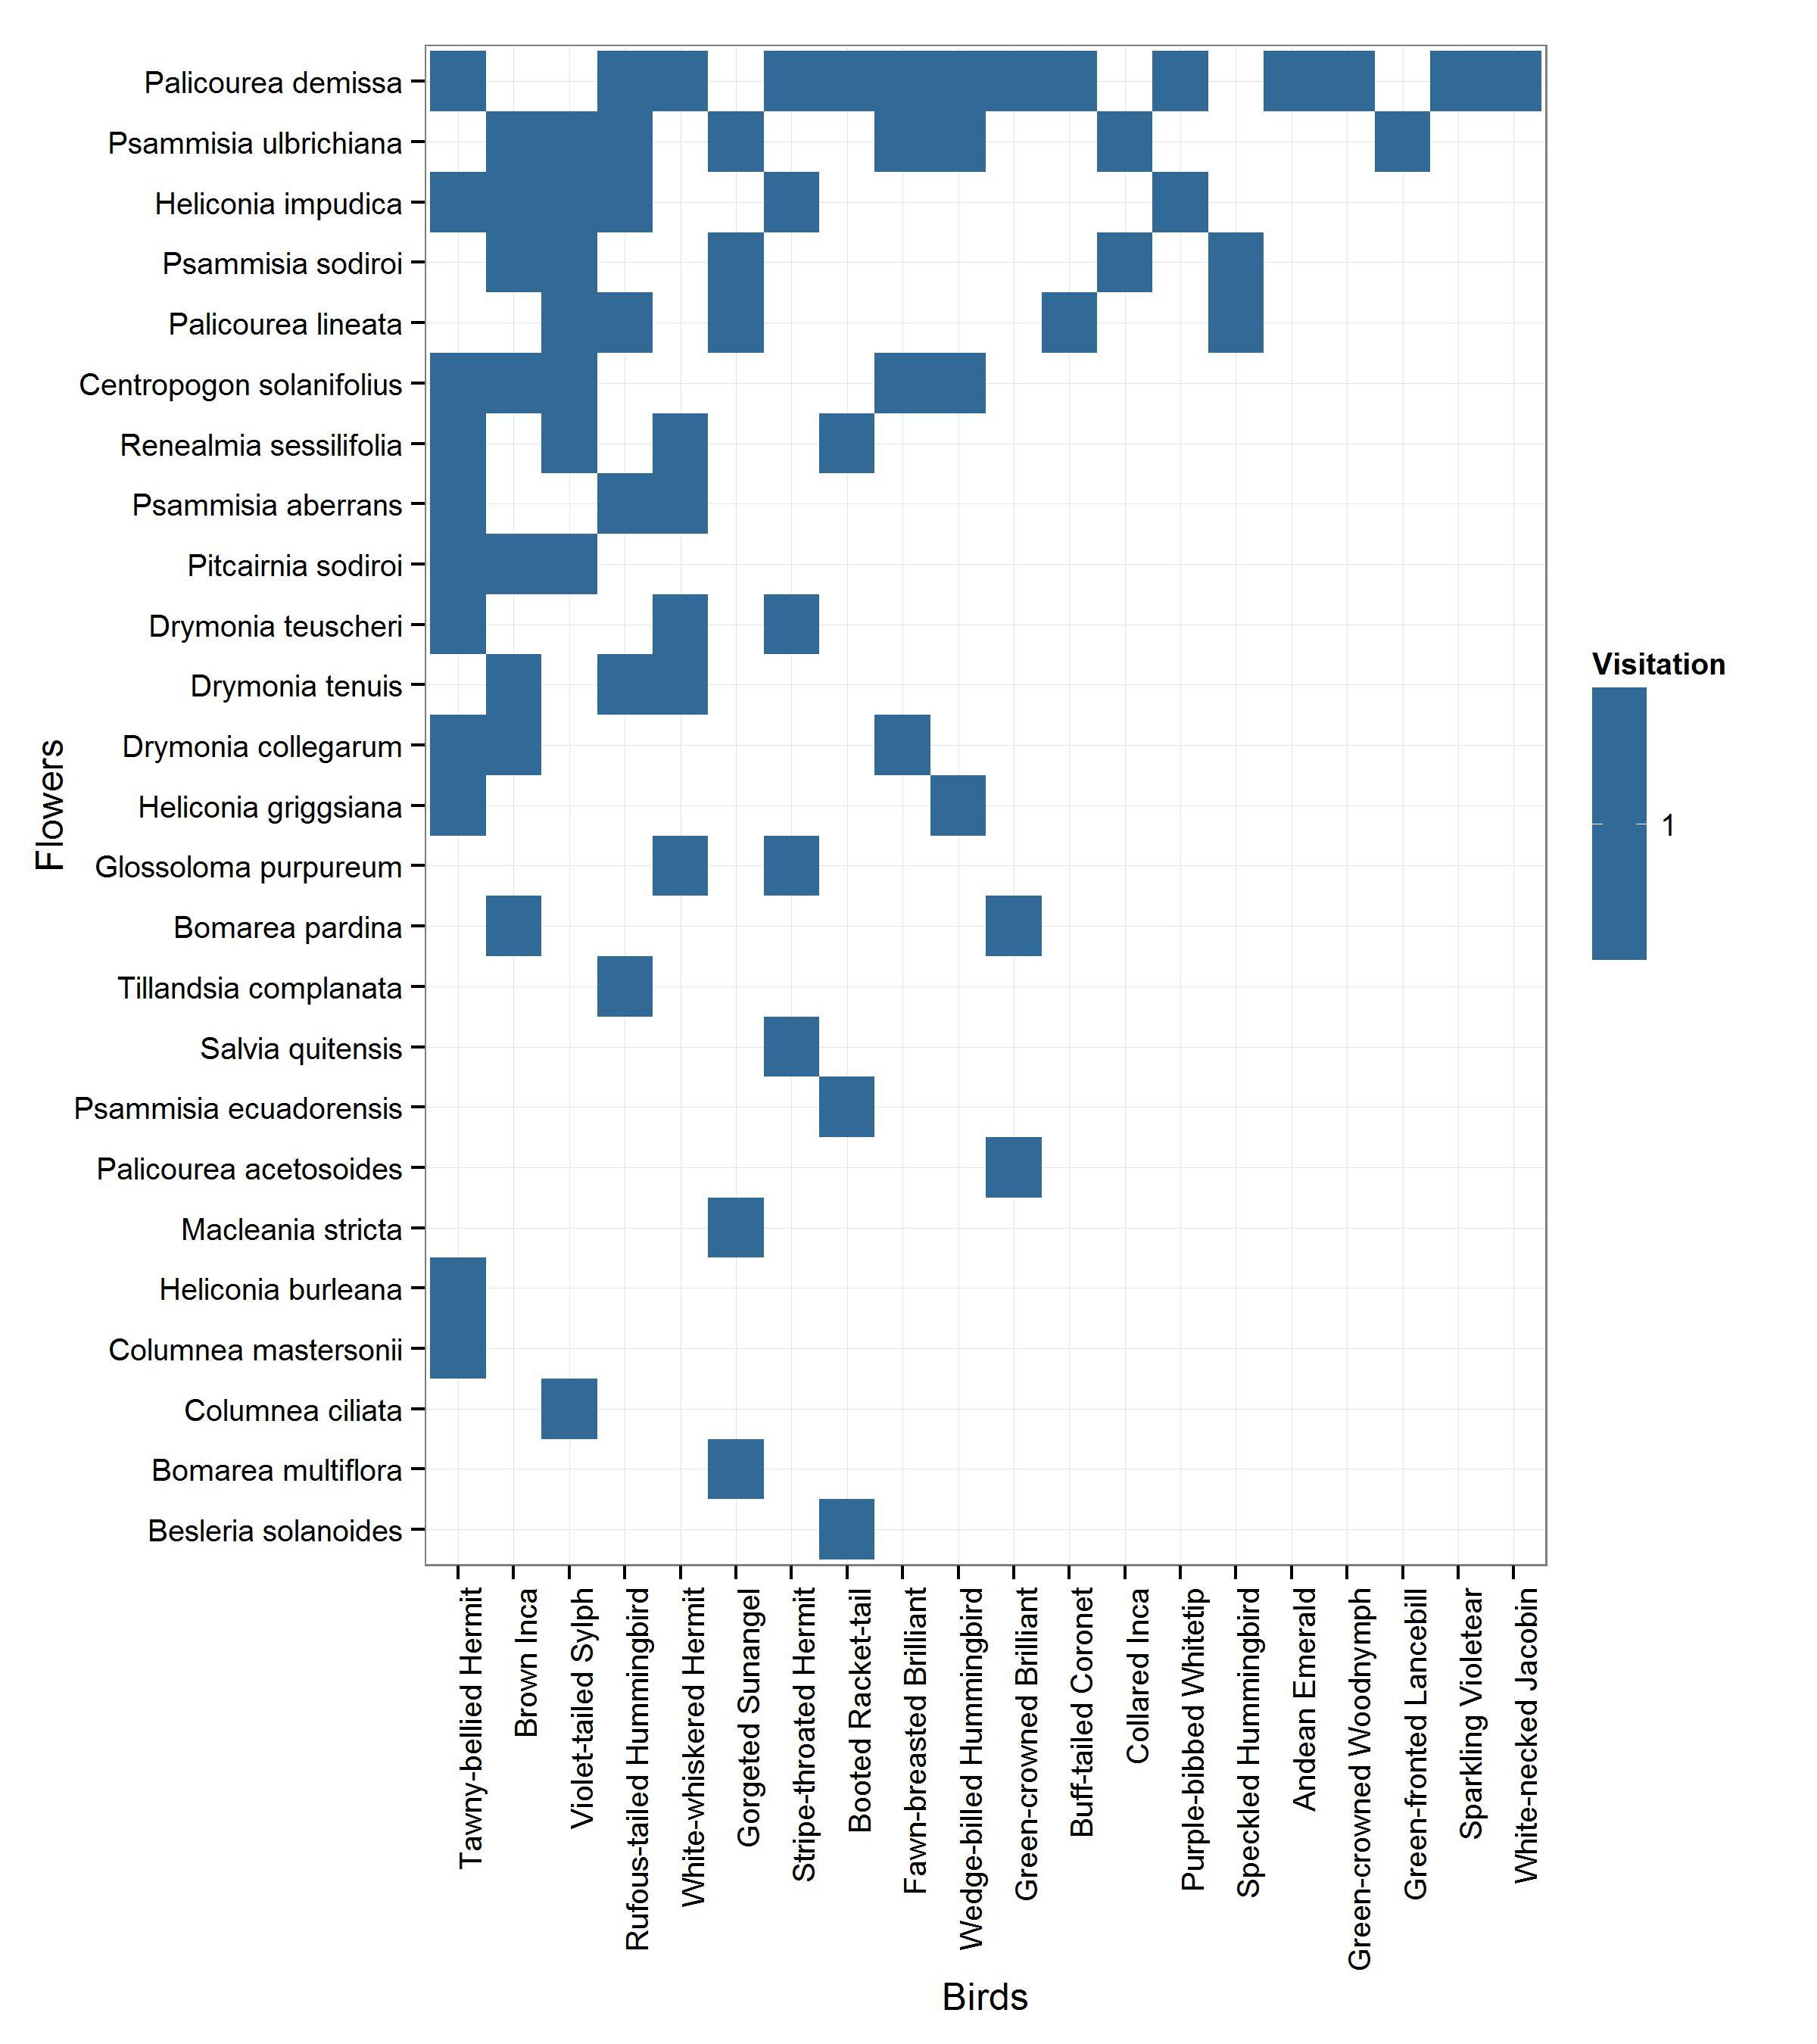 Palicourea demissa
Psammisia ulbrichiana
Heliconia impudica
Psammisia sodiroi
Palicourea lineata
Centropogon solanifolius
Renealmia sessilifolia
Psammisia aberrans
Pitcairnia sodiroi
Drymonia teuscheri
Drymonia tenuis
Drymonia collegarum
Heliconia griggsiana
Glossoloma purpureum
Bomarea pardina
Tillandsia complanata
Salvia quitensis
Psammisia ecuadorensis
Palicourea acetosoides
Macleania stricta
Heliconia burleana
Columnea mastersonii
Columnea ciliata
Bomarea multiflora
Besleria solanoides
Flowers
Tawny-bellied Hermit
Brown Inca
Violet-tailed Sylph
Rufous-tailed Hummingbird
White-whiskered Hermit
Gorgeted Sunangel
Stripe-throated Hermit
Booted Racket-tail
Fawn-breasted Brilliant
Wedge-billed Hummingbird
Green-crowned Brilliant
Buff-tailed Coronet
Collared Inca
Purple-bibbed Whitetip
Speckled Hummingbird
Andean Emerald
Green-crowned Woodnymph
Green-fronted Lancebill
Sparkling Violetear
White-necked Jacobin
Birds
Visitation
1